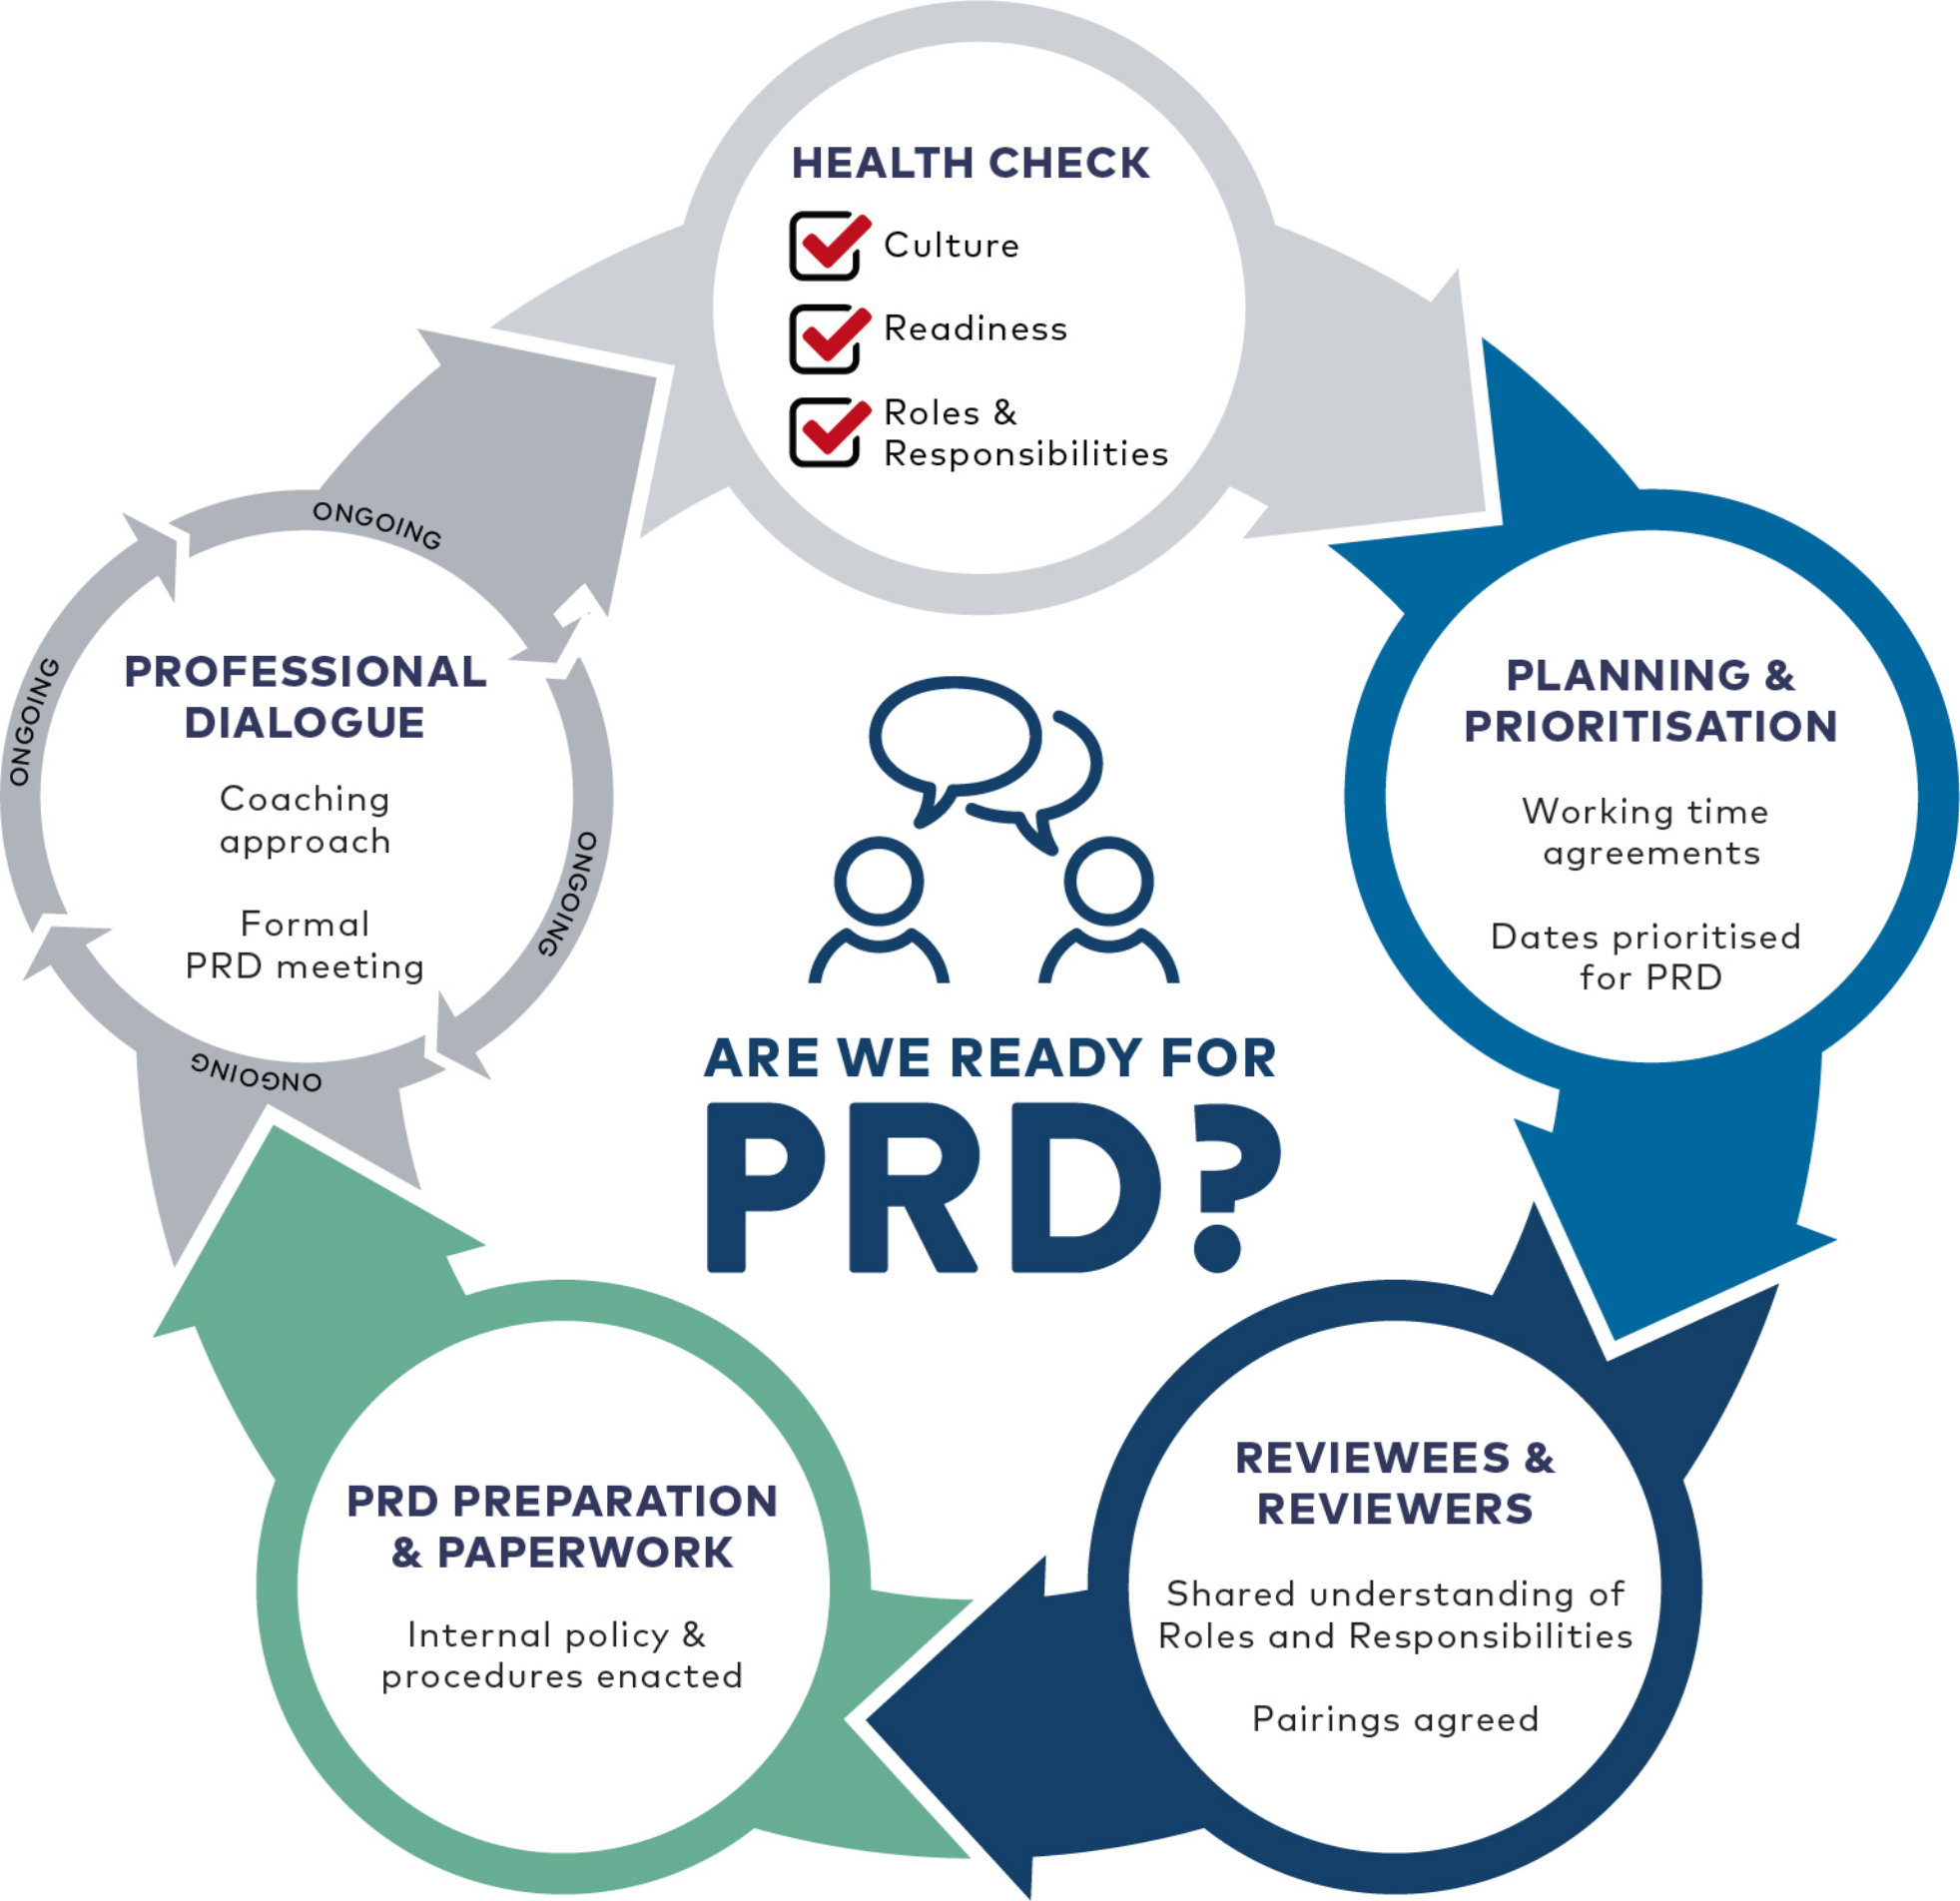 HEALTH CHECK
Culture
Readiness
Roles &
Responsibilities
PLANNING &
PRIORITISATION
Working time
agreements
Dates prioritised
for PRD
REVIEWEES &
REVIEWERS
Shared understanding of
Roles and Responsibilities
Pairings agreed
PRD PREPARATION
& PAPERWORK
Internal policy &
procedures enacted
PROFESSIONAL
DIALOGUE
Coaching
approach
Formal
PRD meeting
ONGOING
ONGOING
ONGOING
ONGOING
ARE WE READY FOR
PRD?